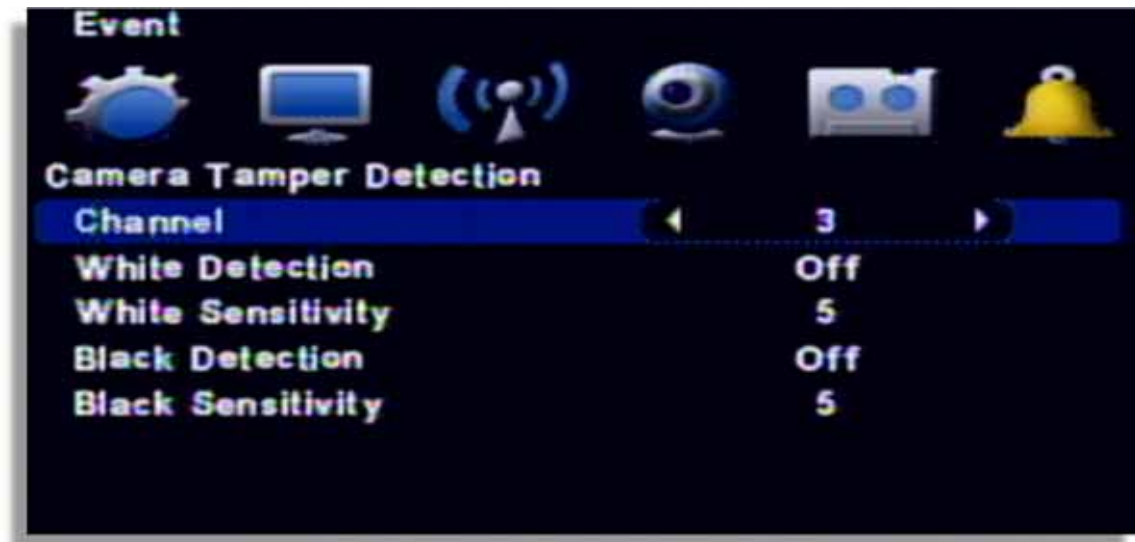 Event
Camera Tamper Detection
Channel 3
White Detection Off
White Sensitivity 5
Black Detection Off
Black Sensitivity 5